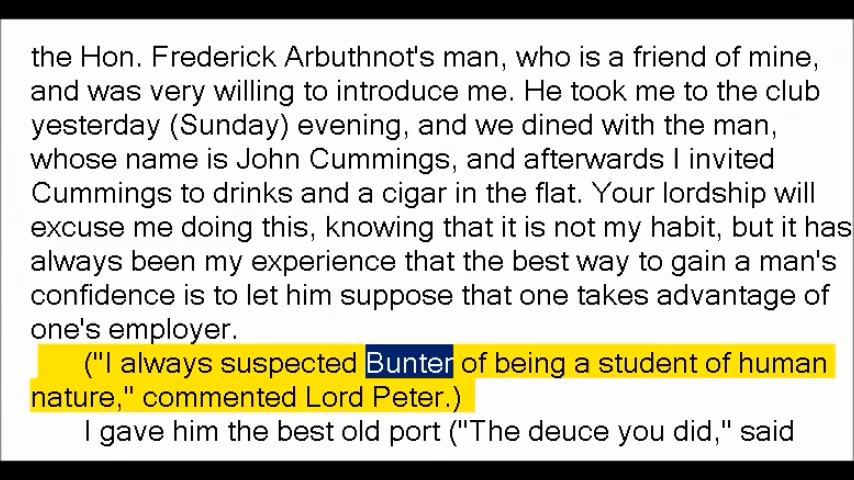 the Hon. Frederick Arbuthnot's man, who is a friend of mine,
and was very willing to introduce me. He took me to the club
yesterday (Sunday) evening, and we dined with the man,
whose name is John Cummings, and afterwards I invited
Cummings to drinks and a cigar in the flat. Your lordship will
excuse me doing this, knowing that it is not my habit, but it has
always been my experience that the best way to gain a man's
confidence is to let him suppose that one takes advantage of
one's employer.
("I always suspected Bunter of being a student of human
nature," commented Lord Peter.)
I gave him the best old port ("The deuce you did," said